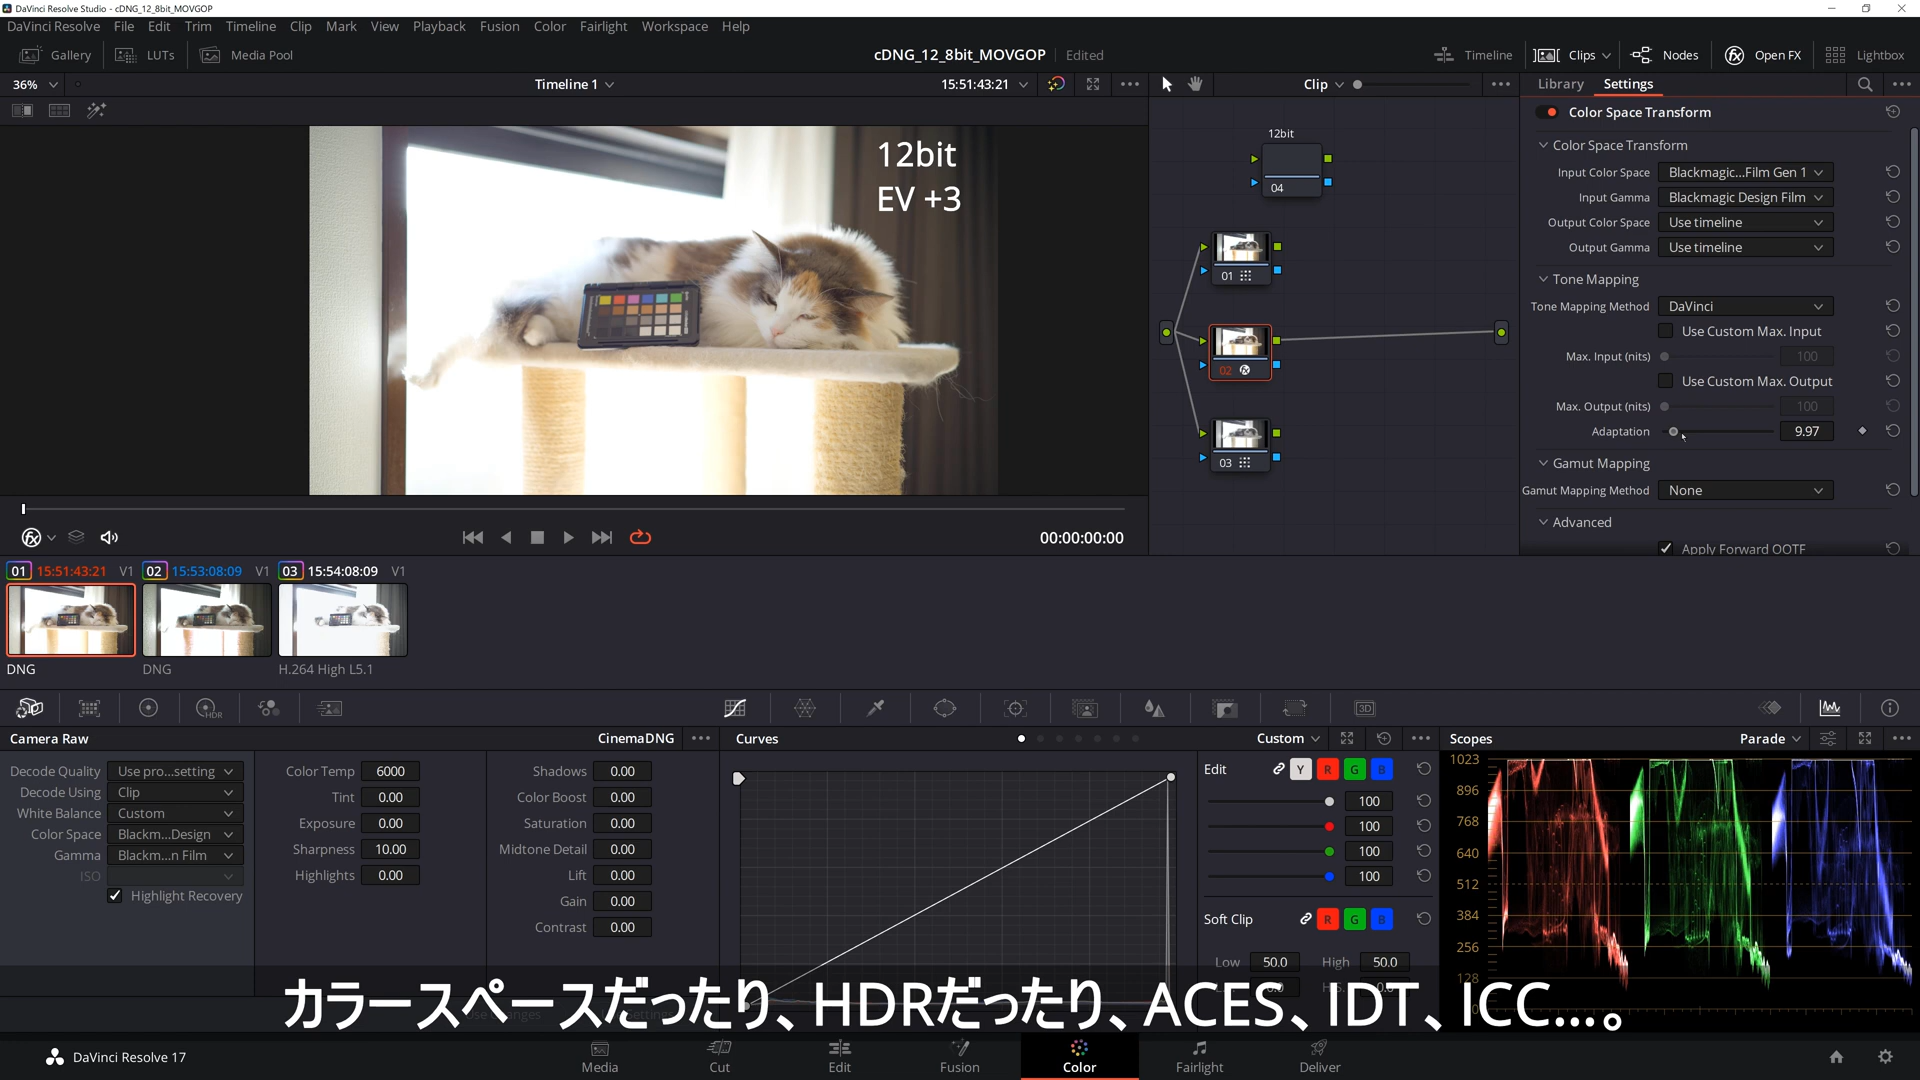 DaVinci Resolve Studio - cDNG_12_8bit_MOVGOP
DaVinci Resolve File Edit Trim Timeline Clip Mark View Playback Fusion Color Fairlight Workspace Help
Gallery LUTs Media Pool cDNG_12_8bit_MOVGOP Edited Timeline Clips Nodes Open FX Lightbox
36% Timeline 1 15:51:43:21 Clip Library Settings
12bit
EV +3
12bit
04
01
02
03
Color Space Transform
Color Space Transform
Input Color Space Blackmagic...Film Gen 1
Input Gamma Blackmagic Design Film
Output Color Space Use timeline
Output Gamma Use timeline
Tone Mapping
Tone Mapping Method DaVinci
Use Custom Max. Input
Max. Input (nits) 100
Use Custom Max. Output
Max. Output (nits) 100
Adaptation 9.97
Gamut Mapping
Gamut Mapping Method None
Advanced
Apply Forward OOTF
00:00:00:00
01 15:51:43:21 V1 02 15:53:08:09 V1 03 15:54:08:09 V1
DNG DNG H.264 High L5.1
HDR
3D
Camera Raw CinemaDNG
Decode Quality Use pro...setting
Decode Using Clip
White Balance Custom
Color Space Blackm...Design
Gamma Blackm...n Film
ISO
Highlight Recovery
Color Temp 6000
Tint 0.00
Exposure 0.00
Sharpness 10.00
Highlights 0.00
Shadows 0.00
Color Boost 0.00
Saturation 0.00
Midtone Detail 0.00
Lift 0.00
Gain 0.00
Contrast 0.00
Curves Custom
Edit Y R G B
100
100
100
100
Soft Clip R G B
Low 50.0 High 50.0
Scopes Parade
1023
896
768
640
512
384
256
128
カラースペースだったり、HDRだったり、ACES、IDT、ICC...。
DaVinci Resolve 17
Media Cut Edit Fusion Color Fairlight Deliver